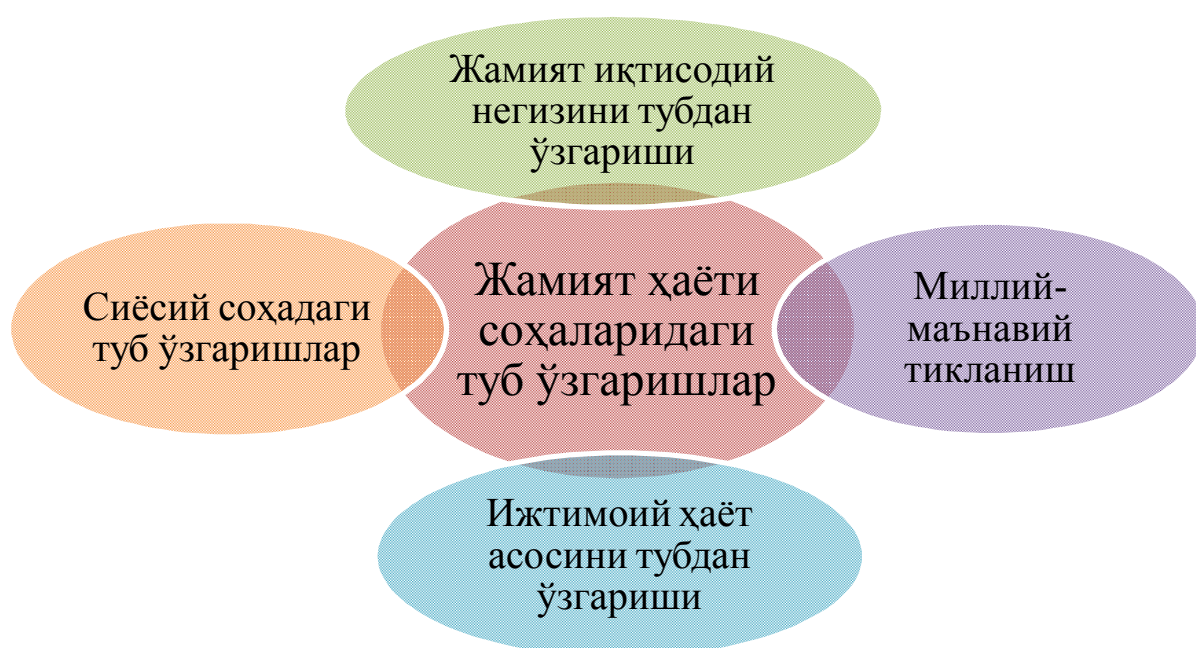 Жамият иқтисодий
негизини тубдан
ўзгариши
Сиёсий соҳадаги
туб ўзгаришлар
Жамият ҳаёти
соҳаларидаги
туб ўзгаришлар
Миллий-
маънавий
тикланиш
Ижтимоий ҳаёт
асосини тубдан
ўзгариши